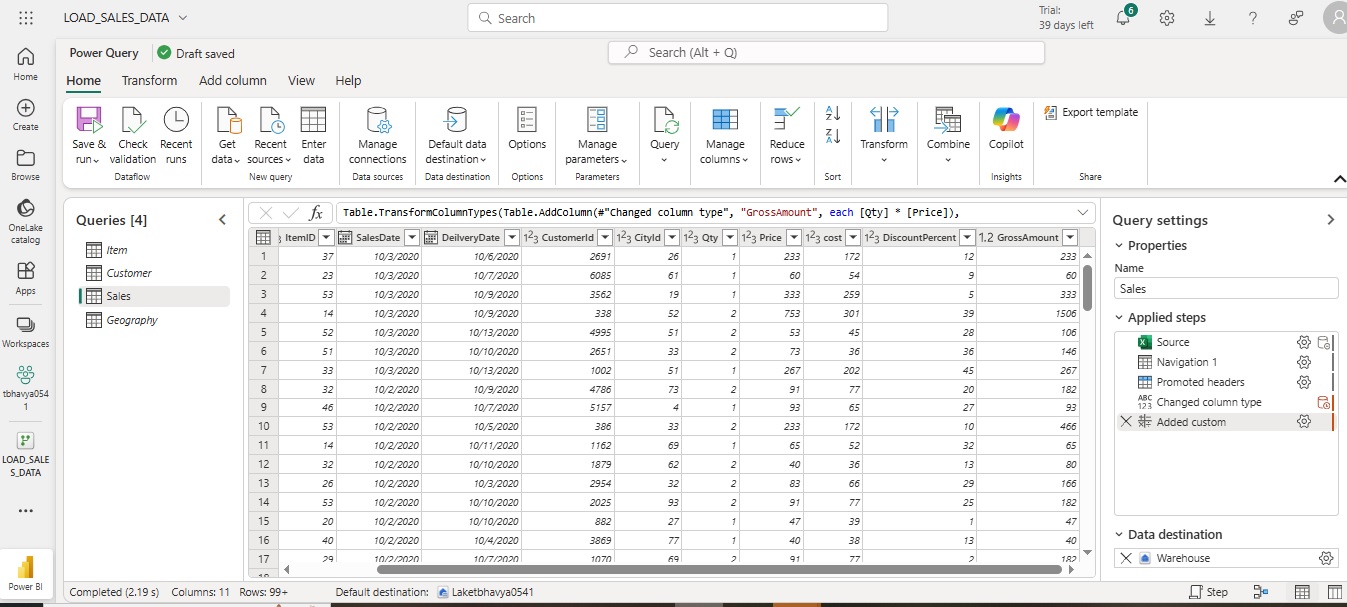 LOAD_SALES_DATA
Search
Trial:
39 days left
6
Home
Create
Browse
OneLake
catalog
Apps
Workspaces
tbhavya054
1
LOAD_SALE
S_DATA
Power BI
Power Query
Draft saved
Search (Alt + Q)
Home Transform Add column View Help
Save &
run
Check
validation
Recent
runs
Dataflow
Get
data
Recent
sources
Enter
data
New query
Manage
connections
Data sources
Default data
destination
Data destination
Options
Options
Manage
parameters
Parameters
Query
Manage
columns
Reduce
rows
Sort
Transform
Combine
Copilot
Insights
Export template
Share
Queries [4]
Item
Customer
Sales
Geography
fx Table.TransformColumnTypes(Table.AddColumn(#"Changed column type", "GrossAmount", each [Qty] * [Price]),
ItemID SalesDate DeilveryDate CustomerId CityId Qty Price cost DiscountPercent GrossAmount
1 37 10/3/2020 10/6/2020 2691 26 1 233 172 12 233
2 23 10/3/2020 10/7/2020 6085 61 1 60 54 9 60
3 53 10/3/2020 10/9/2020 3562 19 1 333 259 5 333
4 14 10/3/2020 10/9/2020 338 52 2 753 301 39 1506
5 52 10/3/2020 10/13/2020 4995 51 2 53 45 28 106
6 51 10/3/2020 10/10/2020 2651 33 2 73 36 36 146
7 33 10/3/2020 10/13/2020 1002 51 1 267 202 45 267
8 32 10/2/2020 10/9/2020 4786 73 2 91 77 20 182
9 46 10/2/2020 10/7/2020 5157 4 1 93 65 27 93
10 53 10/2/2020 10/5/2020 386 33 2 233 172 10 466
11 14 10/2/2020 10/11/2020 1162 69 1 65 52 32 65
12 32 10/2/2020 10/10/2020 1879 62 2 40 36 13 80
13 26 10/2/2020 10/3/2020 2954 32 2 83 66 29 166
14 53 10/2/2020 10/10/2020 2025 93 2 91 77 25 182
15 20 10/2/2020 10/10/2020 882 27 1 47 39 1 47
16 40 10/2/2020 10/4/2020 3869 77 1 40 38 13 40
17 29 10/2/2020 10/7/2020 1070 69 2 91 77 2 182
Query settings
Properties
Name
Sales
Applied steps
Source
Navigation 1
Promoted headers
Changed column type
Added custom
Data destination
Warehouse
Completed (2.19 s) Columns: 11 Rows: 99+ Default destination: Laketbhavya0541 Step